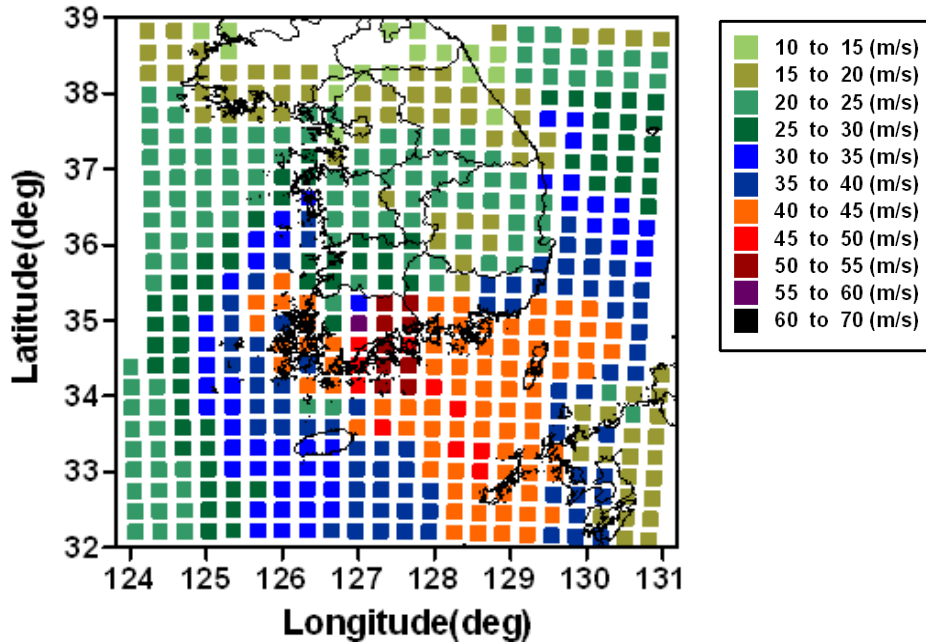 39
38
37
36
35
34
33
32
Latitude(deg)
124 125 126 127 128 129 130 131
Longitude(deg)
10 to 15 (m/s)
15 to 20 (m/s)
20 to 25 (m/s)
25 to 30 (m/s)
30 to 35 (m/s)
35 to 40 (m/s)
40 to 45 (m/s)
45 to 50 (m/s)
50 to 55 (m/s)
55 to 60 (m/s)
60 to 70 (m/s)